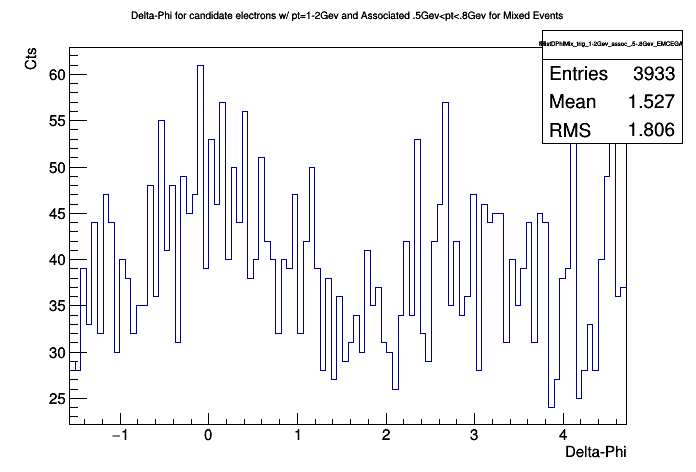 Delta-Phi for candidate electrons w/ pt=1-2Gev and Associated .5Gev<pt<.8Gev for Mixed Events
Cts
60
55
50
45
40
35
30
25
−1
0
1
2
3
4
Delta-Phi
Entries 3933
Mean 1.527
RMS 1.806